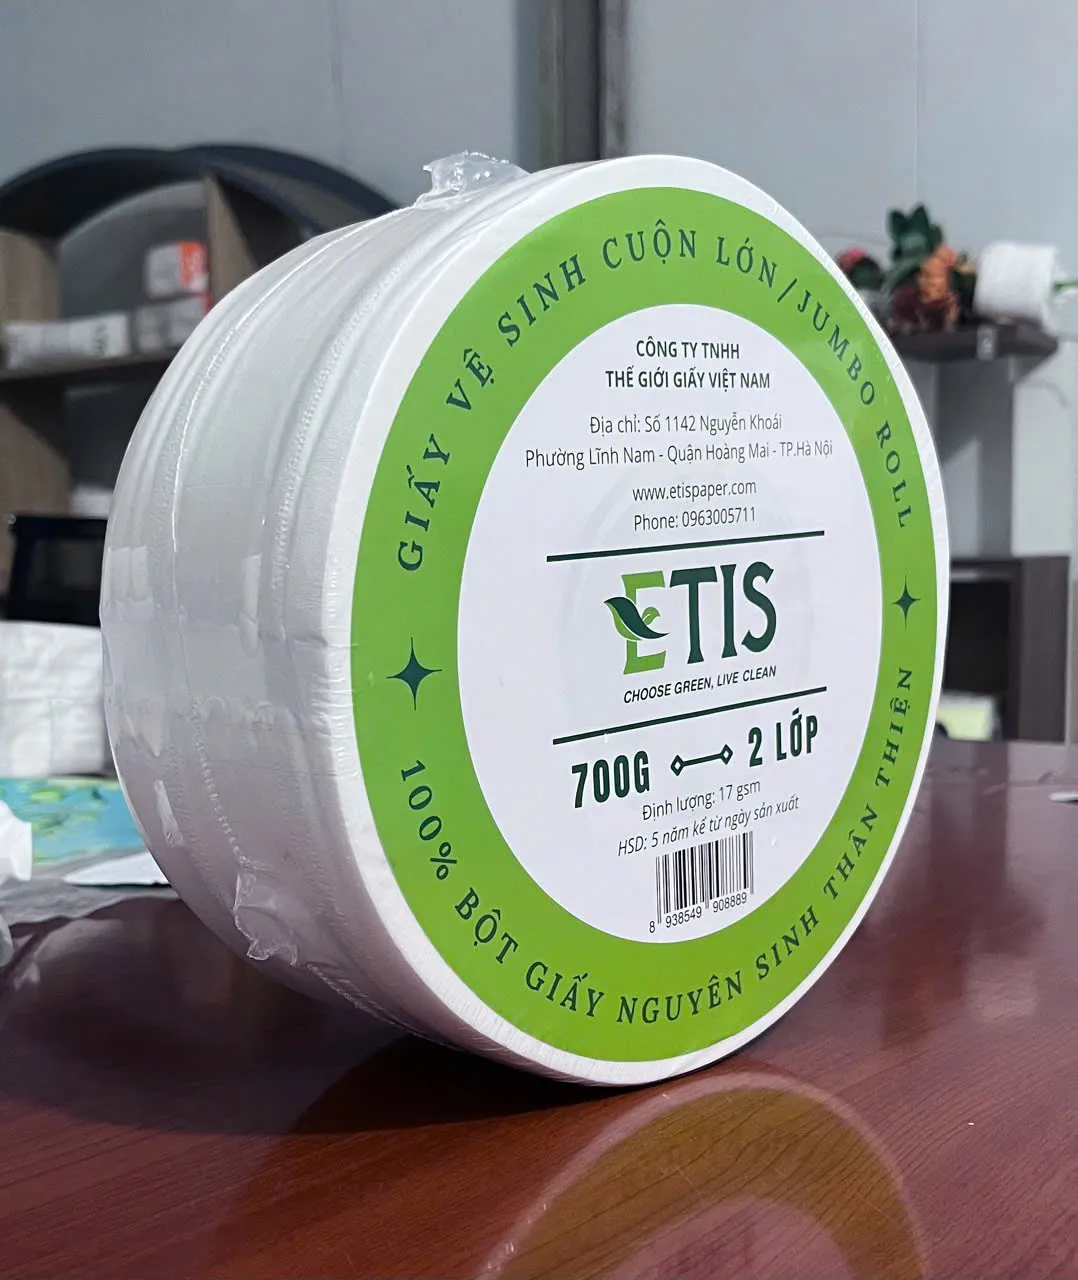 GIẤY VỆ SINH CUỘN LỚN / JUMBO ROLL
CÔNG TY TNHH
THẾ GIỚI GIẤY VIỆT NAM
Địa chỉ: Số 1142 Nguyễn Khoái
Phường Lĩnh Nam - Quận Hoàng Mai - TP.Hà Nội
www.etispaper.com
Phone: 0963005711
ETIS
CHOOSE GREEN, LIVE CLEAN
700G 2 LỚP
Định lượng: 17 gsm
HSD: 5 năm kể từ ngày sản xuất
8 938549 908889
100% BỘT GIẤY NGUYÊN SINH THÂN THIỆN